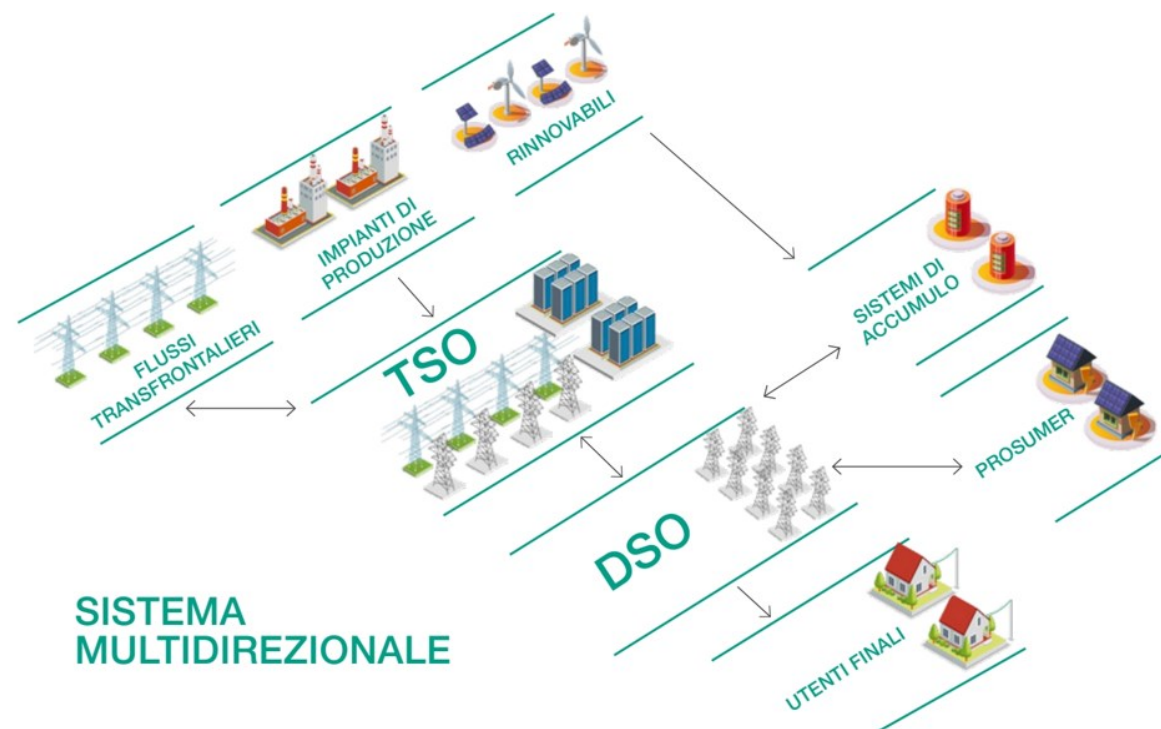 RINNOVABILI
IMPIANTI DI
PRODUZIONE
FLUSSI
TRANSFRONTALIERI
TSO
SISTEMI DI
ACCUMULO
PROSUMER
DSO
UTENTI FINALI
SISTEMA
MULTIDIREZIONALE